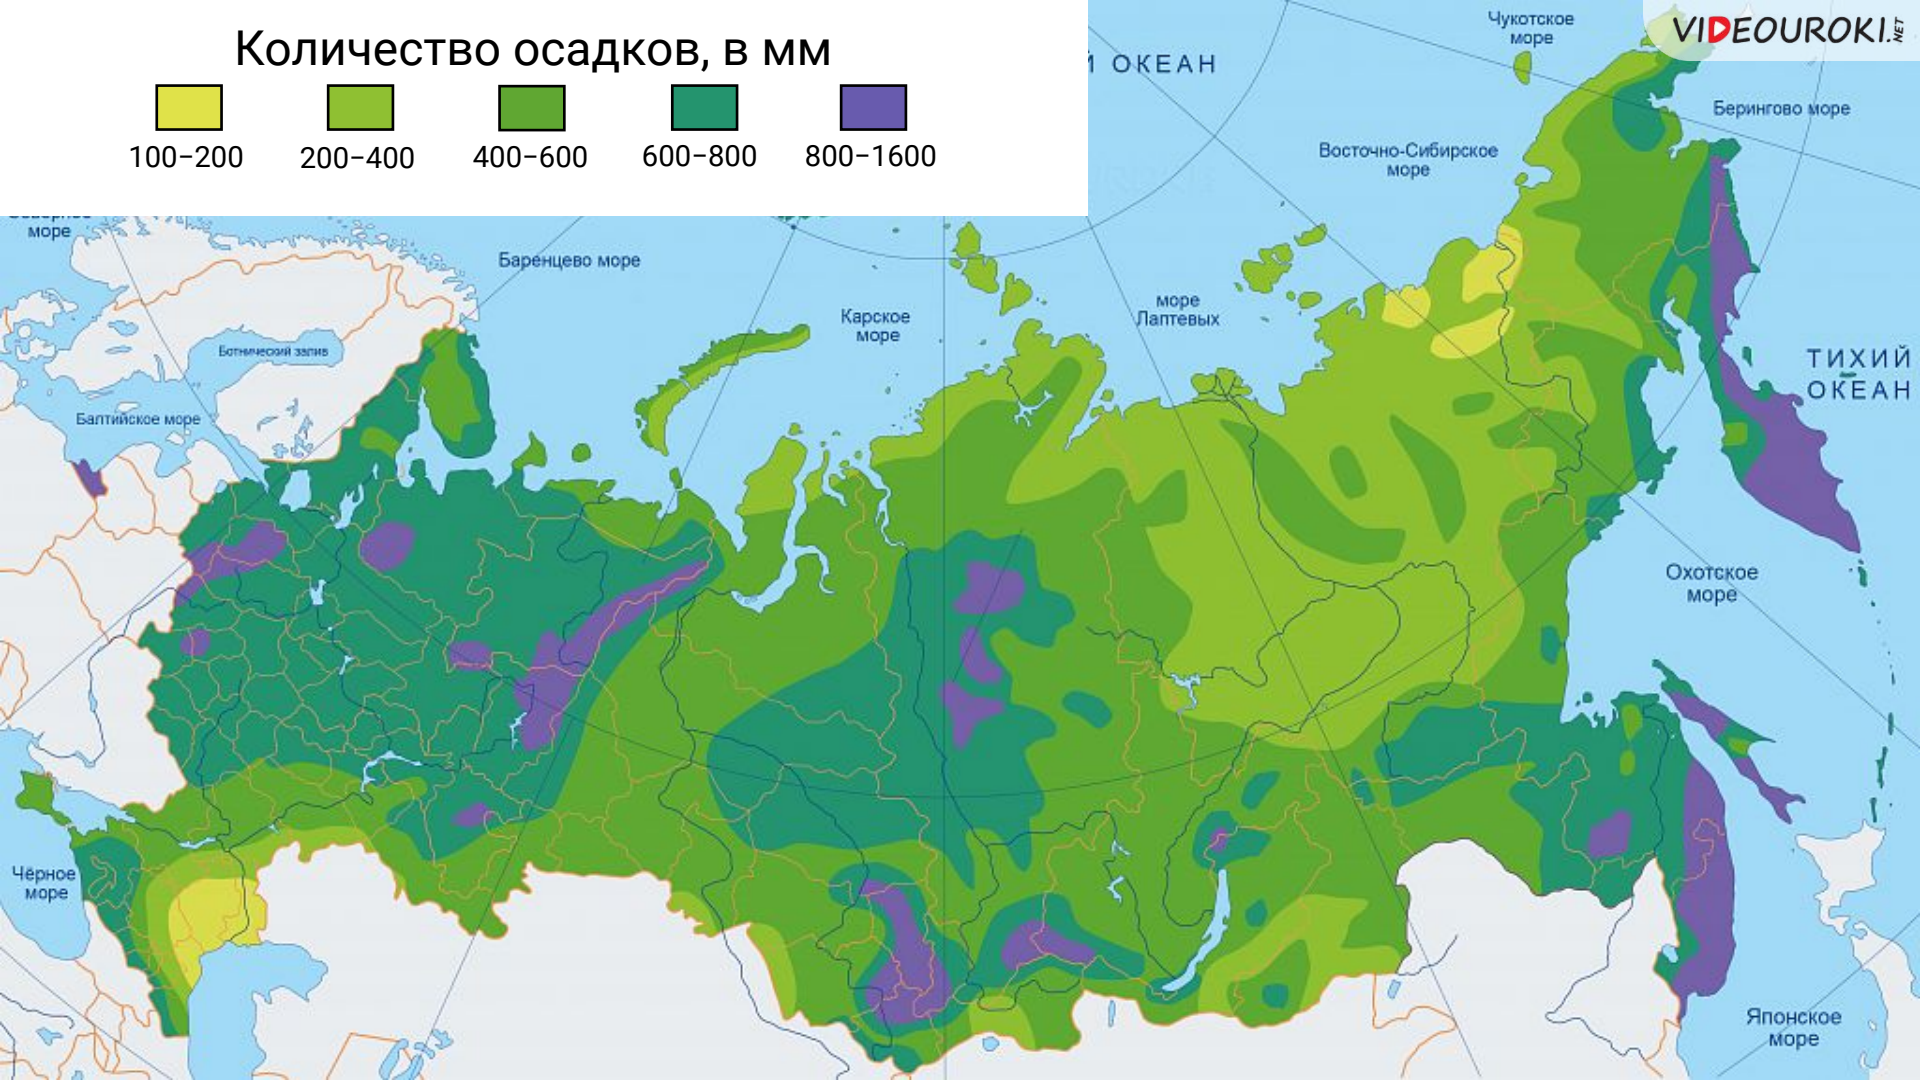 Количество осадков, в мм
100–200
200–400
400–600
600–800
800–1600
VIDEOUROKI.NET
Чукотское
море
Й ОКЕАН
Берингово море
Восточно-Сибирское
море
море
Баренцево море
Карское
море
море
Лаптевых
Ботнический залив
ТИХИЙ
ОКЕАН
Балтийское море
Охотское
море
Чёрное
море
Японское
море